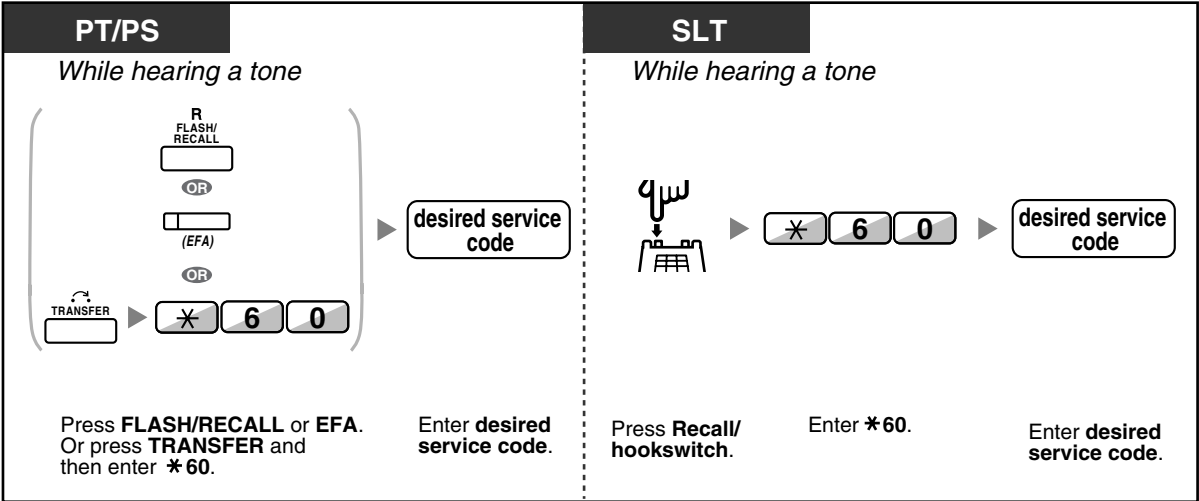 PT/PS
While hearing a tone
R
FLASH/
RECALL
OR
(EFA)
OR
TRANSFER
* 6 0
desired service
code
Press FLASH/RECALL or EFA.
Or press TRANSFER and
then enter *60.
Enter desired
service code.
SLT
While hearing a tone
* 6 0
desired service
code
Press Recall/
hookswitch.
Enter *60.
Enter desired
service code.